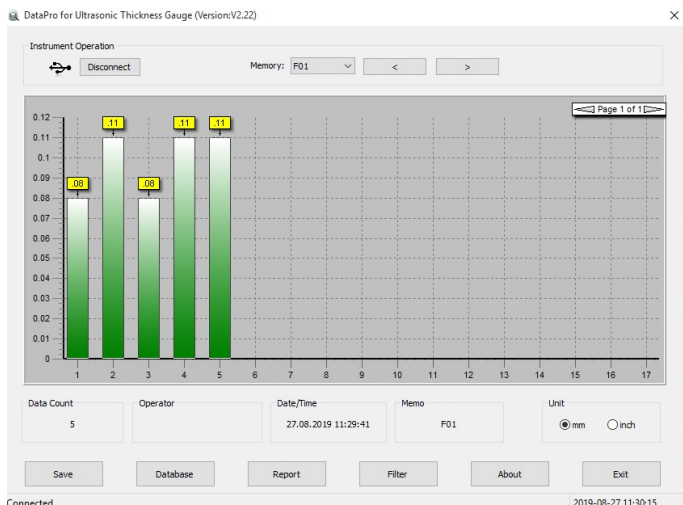 DataPro for Ultrasonic Thickness Gauge (Version:V2.22)
Instrument Operation
Disconnect
Memory: F01 < >
Page 1 of 1
.11 .11 .11
.08 .08
0.12
0.11
0.1
0.09
0.08
0.07
0.06
0.05
0.04
0.03
0.02
0.01
0
1 2 3 4 5 6 7 8 9 10 11 12 13 14 15 16 17
Data Count Operator Date/Time Memo Unit
5 27.08.2019 11:29:41 F01 mm inch
Save Database Report Filter About Exit
Connected 2019-08-27 11:30:15